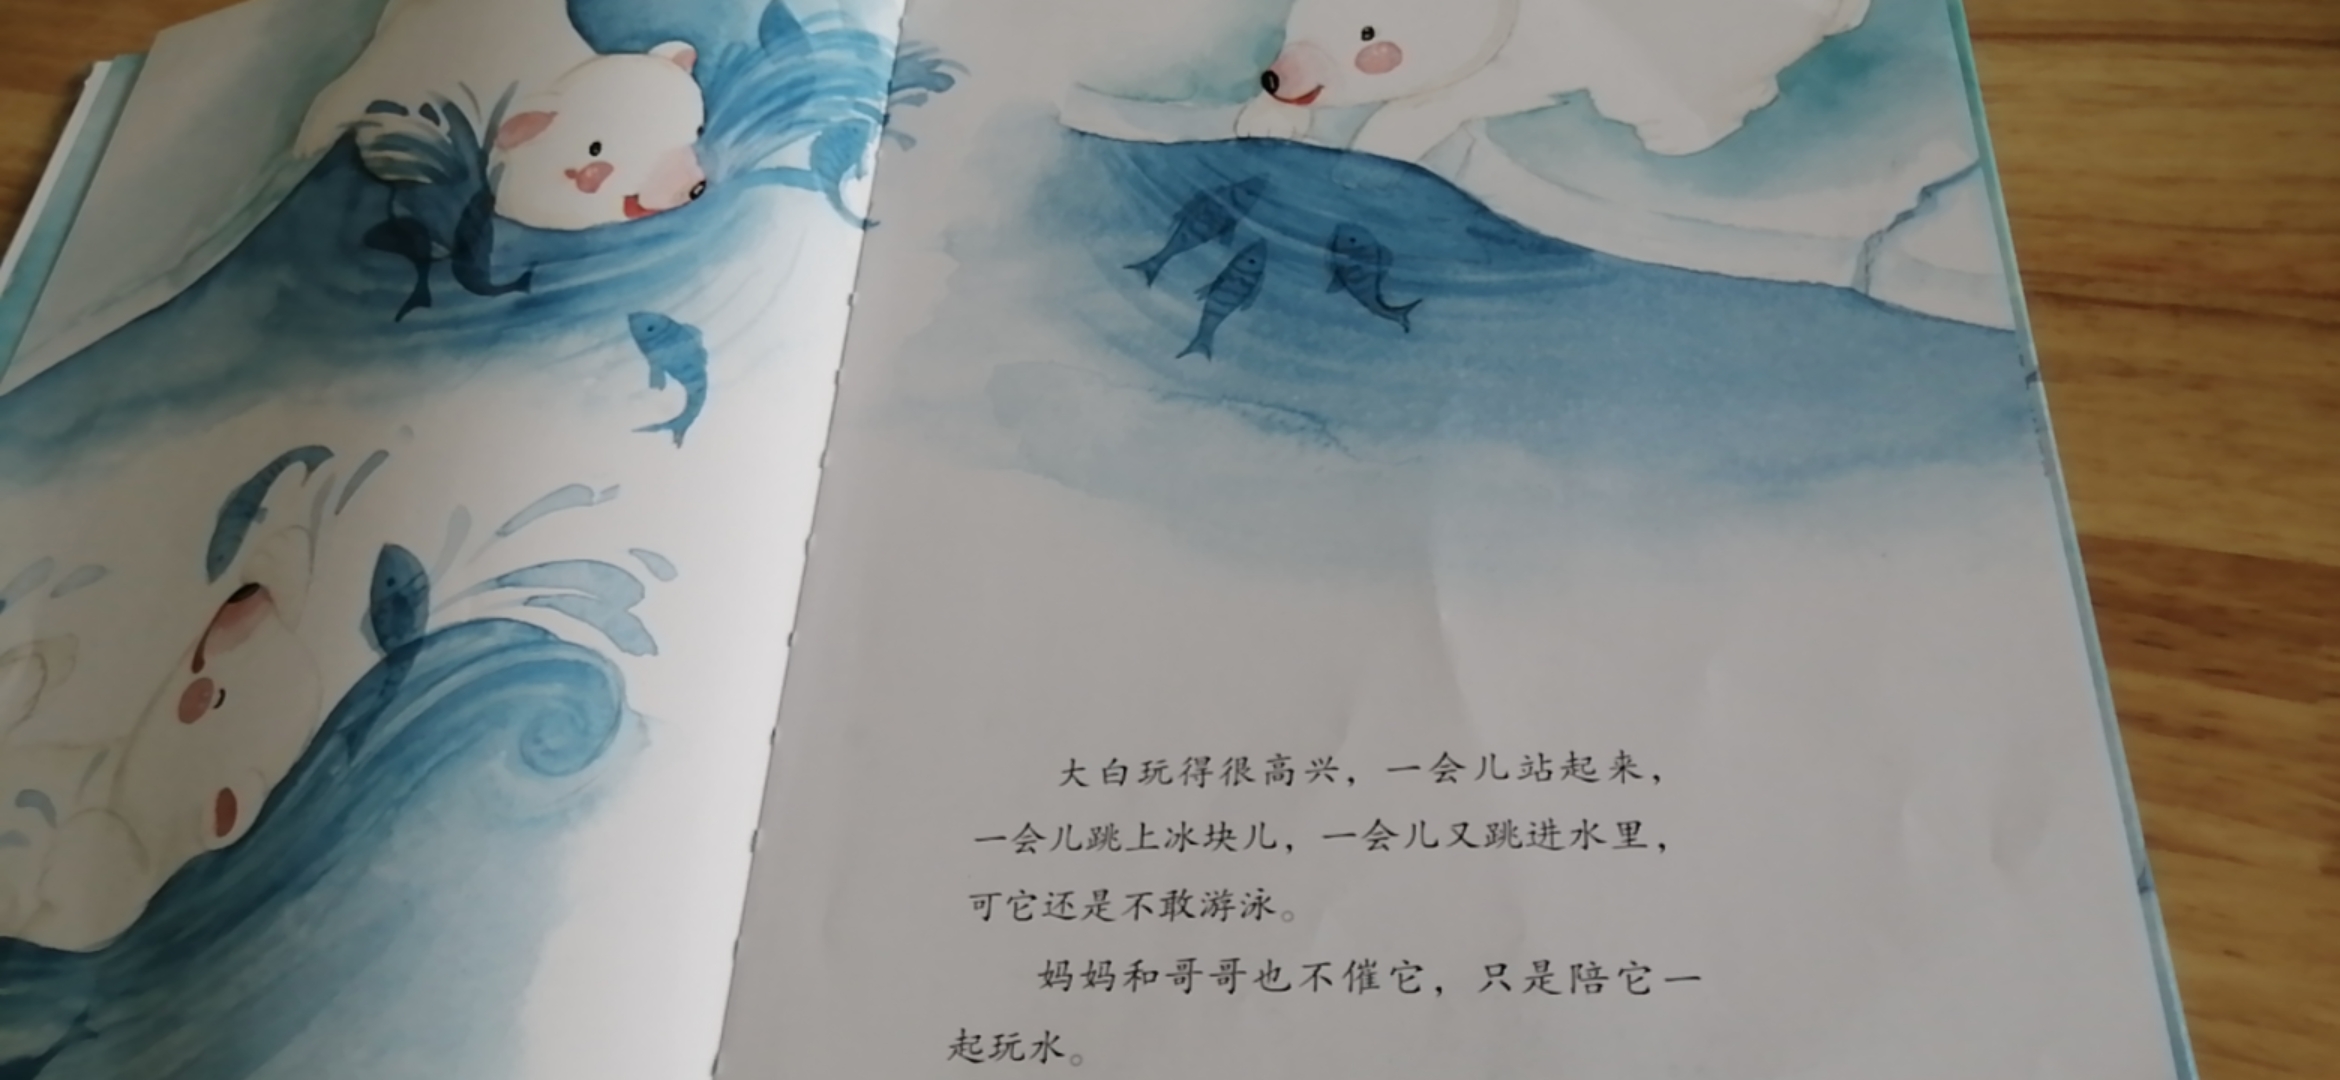 大白玩得很高兴，一会儿站起来，
一会儿跳上冰块儿，一会儿又跳进水里，
可它还是不敢游泳。
妈妈和哥哥也不催它，只是陪它一
起玩水。